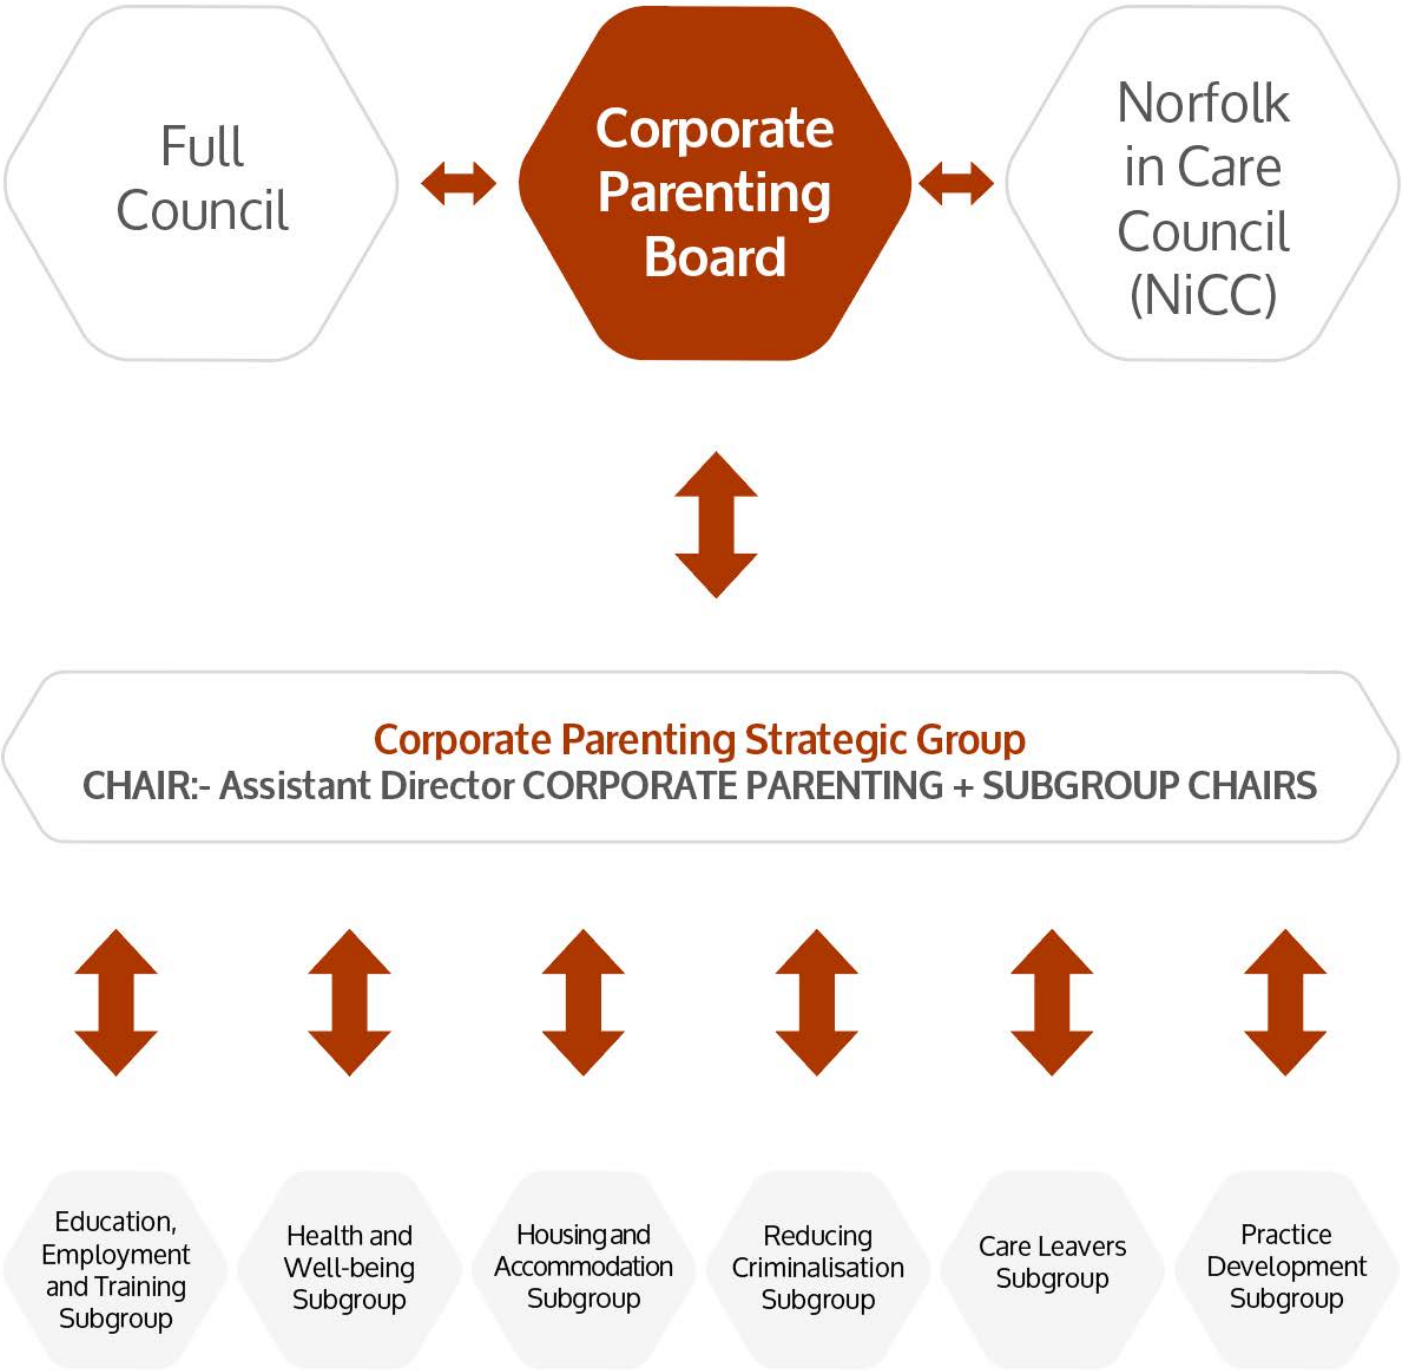 Full
Council
Corporate
Parenting
Board
Norfolk
in Care
Council
(NiCC)
Corporate Parenting Strategic Group
CHAIR:- Assistant Director CORPORATE PARENTING + SUBGROUP CHAIRS
Education,
Employment
and Training
Subgroup
Health and
Well-being
Subgroup
Housing and
Accommodation
Subgroup
Reducing
Criminalisation
Subgroup
Care Leavers
Subgroup
Practice
Development
Subgroup